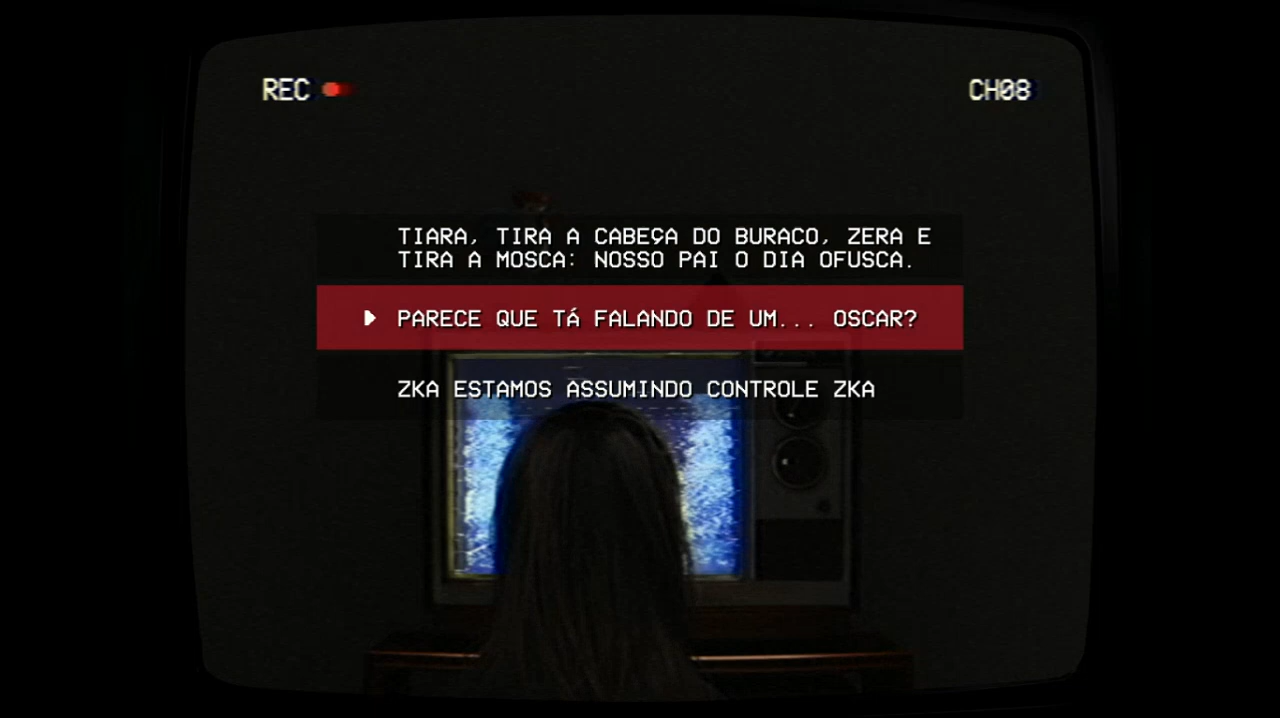 REC
CH08
TIARA, TIRA A CABEÇA DO BURACO, ZERA E
TIRA A MOSCA: NOSSO PAI O DIA OFUSCA.
PARECE QUE TÁ FALANDO DE UM... OSCAR?
ZKA ESTAMOS ASSUMINDO CONTROLE ZKA